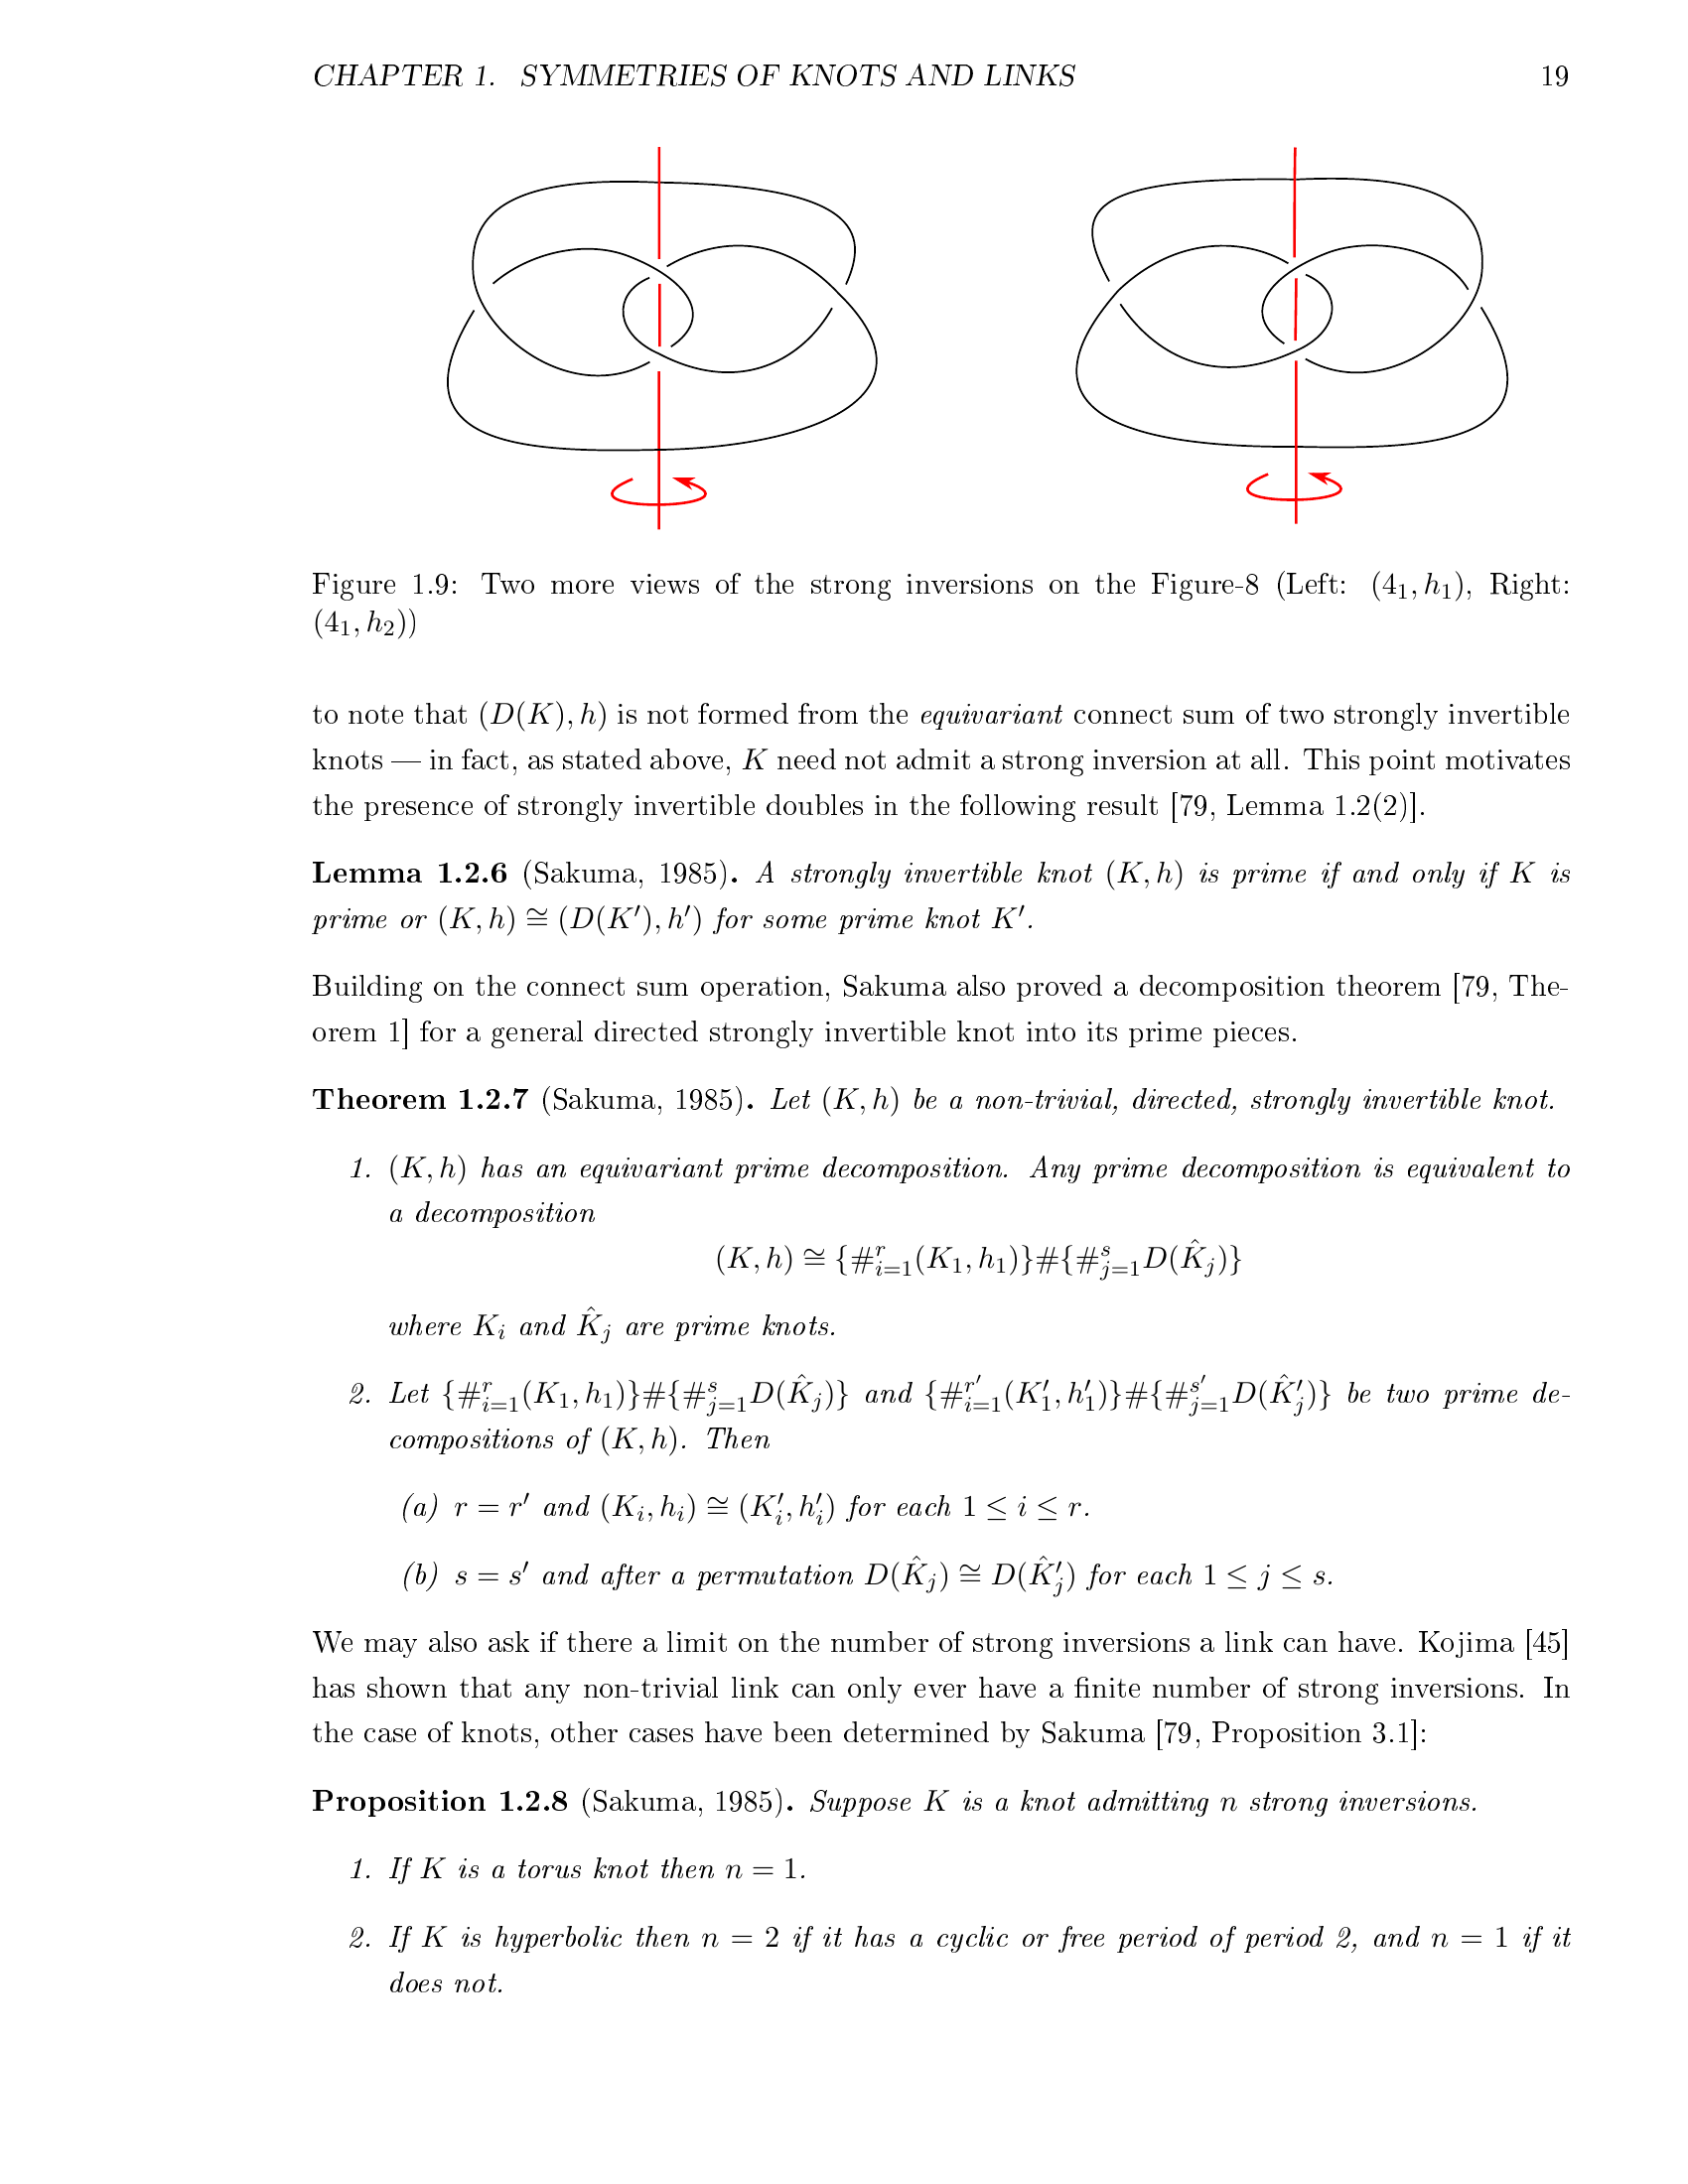 CHAPTER 1. SYMMETRIES OF KNOTS AND LINKS 19
Figure 1.9: Two more views of the strong inversions on the Figure-8 (Left: (4₁, h₁), Right:
(4₁, h₂))
to note that (D(K), h) is not formed from the equivariant connect sum of two strongly invertible
knots — in fact, as stated above, K need not admit a strong inversion at all. This point motivates
the presence of strongly invertible doubles in the following result [79, Lemma 1.2(2)].
Lemma 1.2.6 (Sakuma, 1985). A strongly invertible knot (K, h) is prime if and only if K is
prime or (K, h) ≅ (D(K′), h′) for some prime knot K′.
Building on the connect sum operation, Sakuma also proved a decomposition theorem [79, The-
orem 1] for a general directed strongly invertible knot into its prime pieces.
Theorem 1.2.7 (Sakuma, 1985). Let (K, h) be a non-trivial, directed, strongly invertible knot.
1. (K, h) has an equivariant prime decomposition. Any prime decomposition is equivalent to
a decomposition
(K, h) ≅ {#_{i=1}^{r}(K₁, h₁)}#{#_{j=1}^{s}D(K̂_j)}
where K_i and K̂_j are prime knots.
2. Let {#_{i=1}^{r}(K₁, h₁)}#{#_{j=1}^{s}D(K̂_j)} and {#_{i=1}^{r′}(K′₁, h′₁)}#{#_{j=1}^{s′}D(K̂′_j)} be two prime de-
compositions of (K, h). Then
(a) r = r′ and (K_i, h_i) ≅ (K′_i, h′_i) for each 1 ≤ i ≤ r.
(b) s = s′ and after a permutation D(K̂_j) ≅ D(K̂′_j) for each 1 ≤ j ≤ s.
We may also ask if there a limit on the number of strong inversions a link can have. Kojima [45]
has shown that any non-trivial link can only ever have a finite number of strong inversions. In
the case of knots, other cases have been determined by Sakuma [79, Proposition 3.1]:
Proposition 1.2.8 (Sakuma, 1985). Suppose K is a knot admitting n strong inversions.
1. If K is a torus knot then n = 1.
2. If K is hyperbolic then n = 2 if it has a cyclic or free period of period 2, and n = 1 if it
does not.